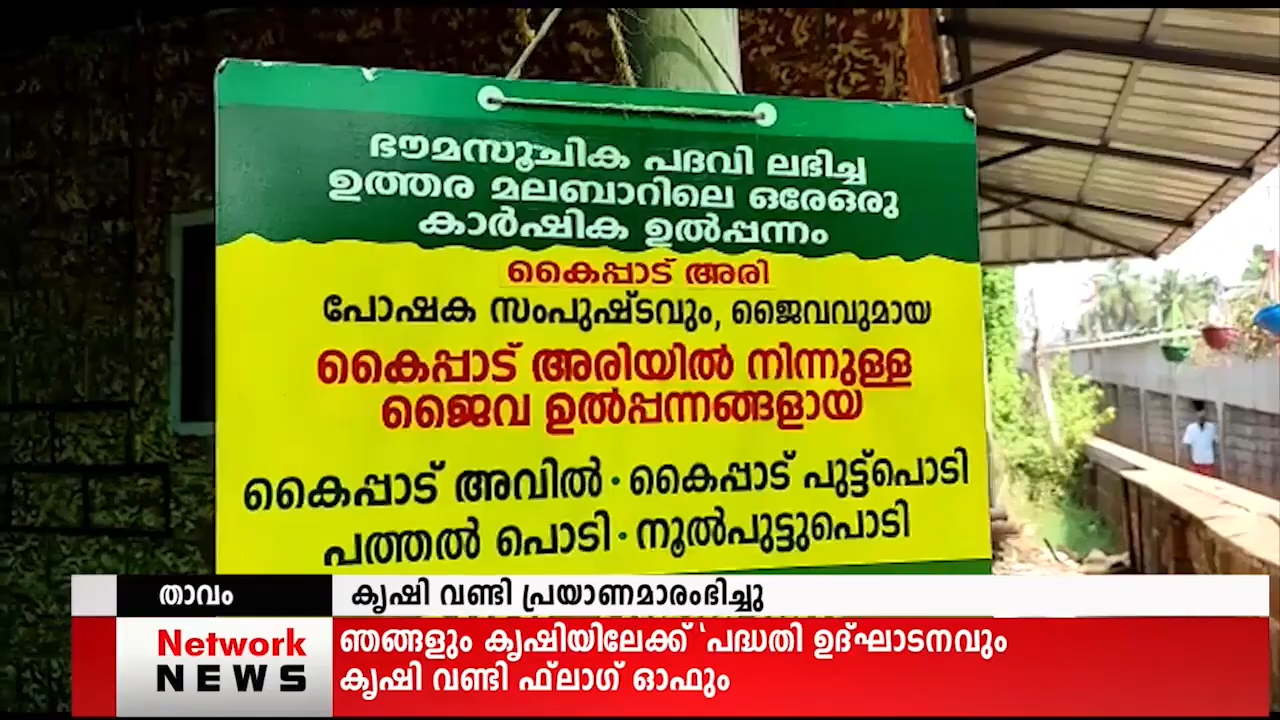 ഭൗമസൂചിക പദവി ലഭിച്ച
ഉത്തര മലബാറിലെ ഒരേഒരു
കാർഷിക ഉൽപ്പന്നം
കൈപ്പാട് അരി
പോഷക സംപുഷ്ടവും, ജൈവവുമായ
കൈപ്പാട് അരിയിൽ നിന്നുള്ള
ജൈവ ഉൽപ്പന്നങ്ങളായ
കൈപ്പാട് അവിൽ · കൈപ്പാട് പുട്ട്പൊടി
പത്തൽ പൊടി · നൂൽപുട്ടുപൊടി
താവം
കൃഷി വണ്ടി പ്രയാണമാരംഭിച്ചു
Network NEWS
ഞങ്ങളും കൃഷിയിലേക്ക് ‘പദ്ധതി ഉദ്ഘാടനവും
കൃഷി വണ്ടി ഫ്ലാഗ് ഓഫും